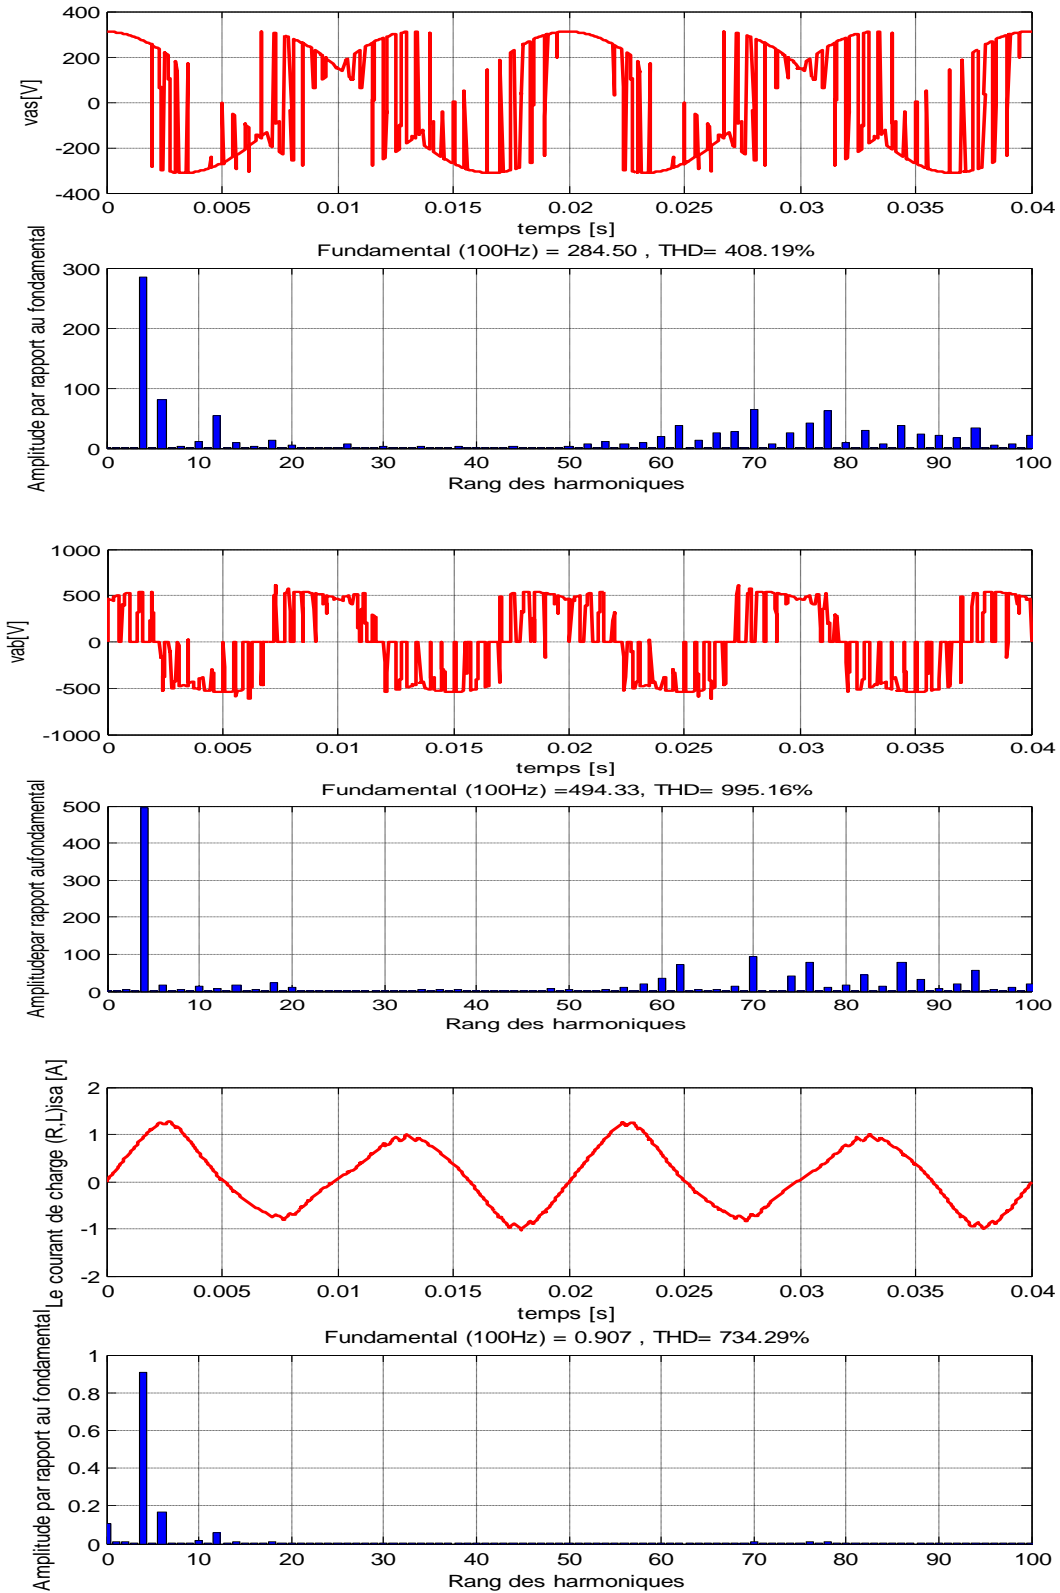 400
200
0
-200
-400
vas[V]
0 0.005 0.01 0.015 0.02 0.025 0.03 0.035 0.04
temps [s]
Fundamental (100Hz) = 284.50 , THD= 408.19%
300
200
100
0
Amplitude par rapport au fondamental
0 10 20 30 40 50 60 70 80 90 100
Rang des harmoniques
1000
500
0
-500
-1000
vab[V]
0 0.005 0.01 0.015 0.02 0.025 0.03 0.035 0.04
temps [s]
Fundamental (100Hz) =494.33, THD= 995.16%
500
400
300
200
100
0
Amplitudepar rapport aufondamental
0 10 20 30 40 50 60 70 80 90 100
Rang des harmoniques
2
1
0
-1
-2
Le courant de charge (R,L)isa [A]
0 0.005 0.01 0.015 0.02 0.025 0.03 0.035 0.04
temps [s]
Fundamental (100Hz) = 0.907 , THD= 734.29%
1
0.8
0.6
0.4
0.2
0
Amplitude par rapport au fondamental
0 10 20 30 40 50 60 70 80 90 100
Rang des harmoniques